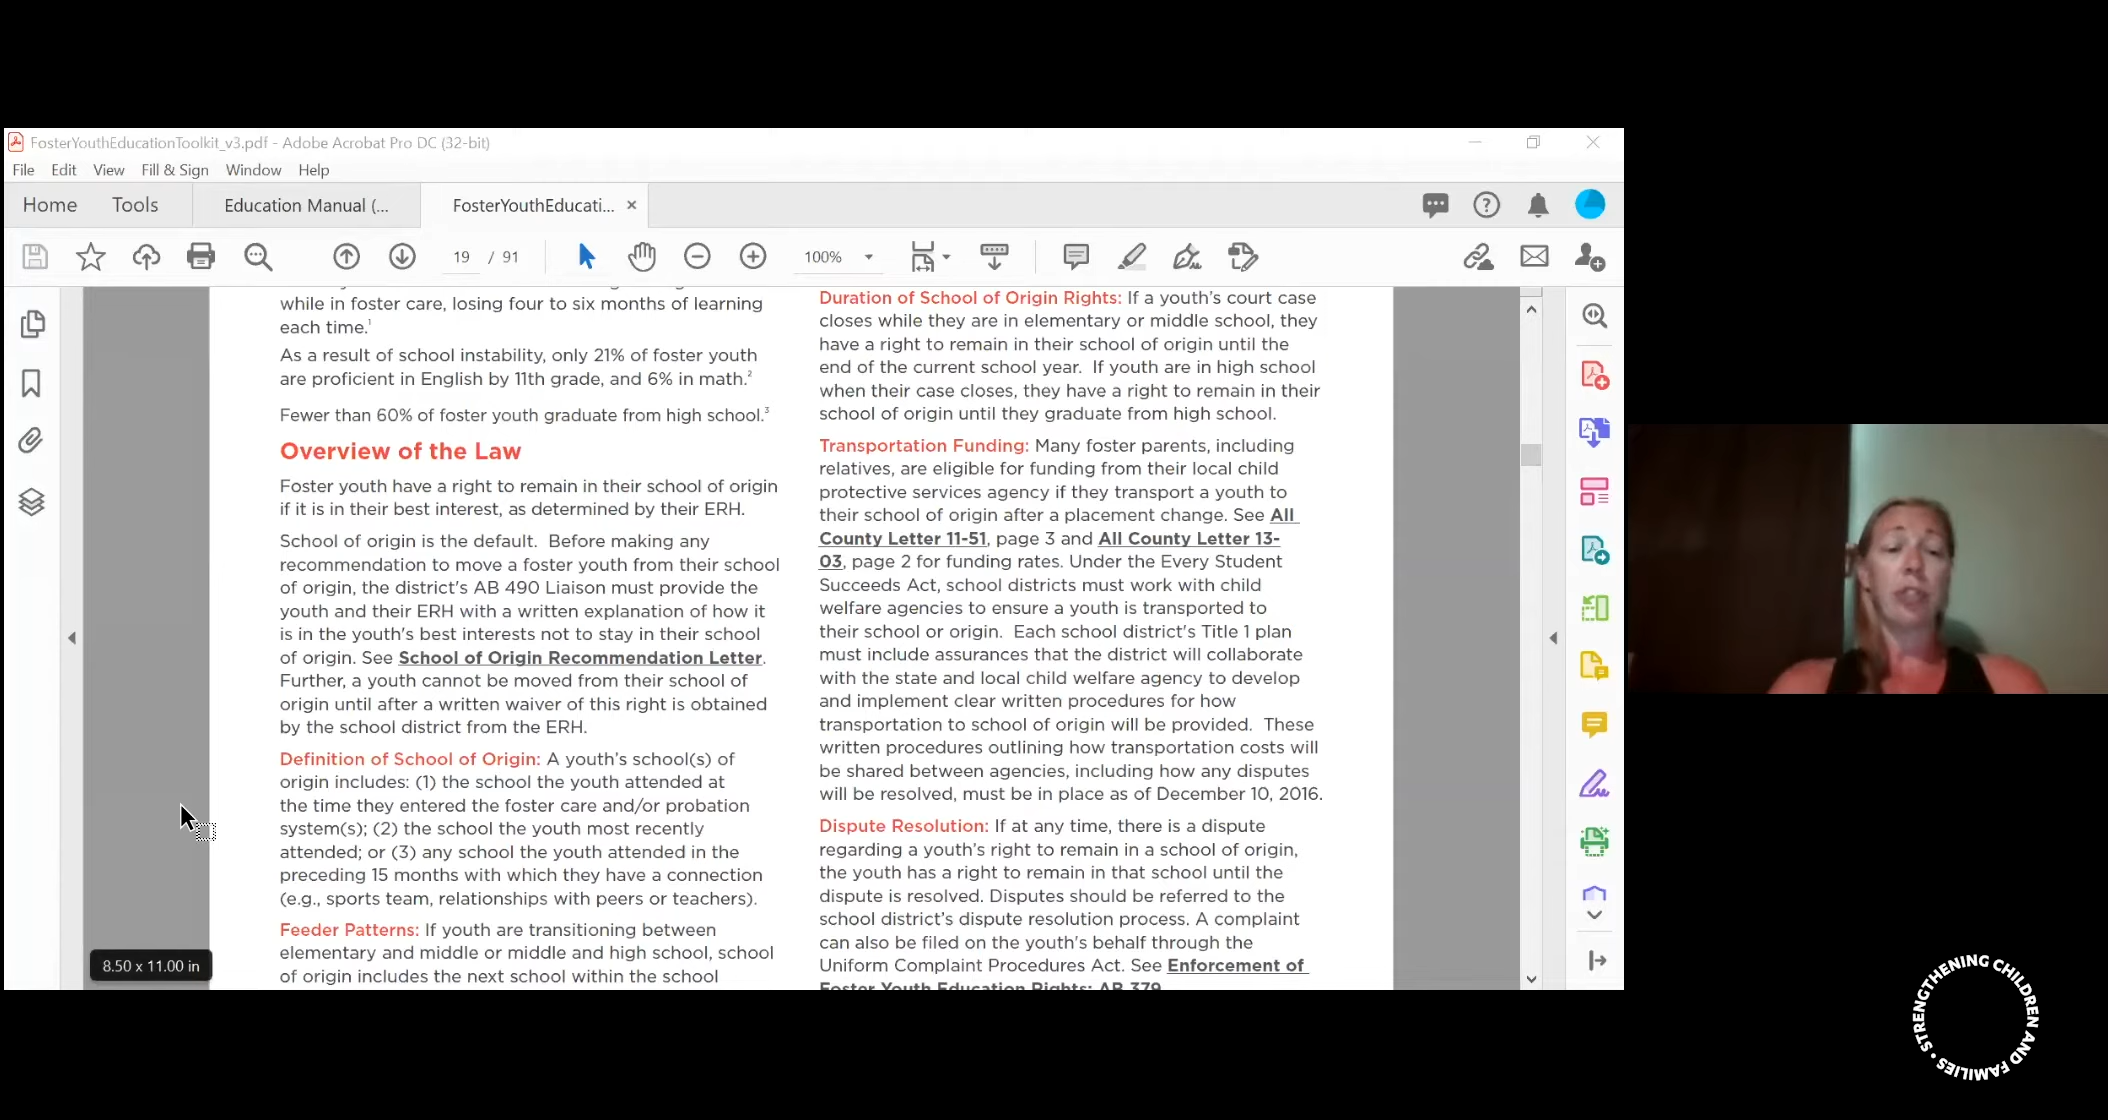 FosterYouthEducationToolkit_v3.pdf - Adobe Acrobat Pro DC (32-bit)
File Edit View Fill & Sign Window Help
Home Tools Education Manual (... FosterYouthEducati... ×
19 / 91 100%
while in foster care, losing four to six months of learning
each time.¹
As a result of school instability, only 21% of foster youth
are proficient in English by 11th grade, and 6% in math.²
Fewer than 60% of foster youth graduate from high school.³
Overview of the Law
Foster youth have a right to remain in their school of origin
if it is in their best interest, as determined by their ERH.
School of origin is the default.  Before making any
recommendation to move a foster youth from their school
of origin, the district's AB 490 Liaison must provide the
youth and their ERH with a written explanation of how it
is in the youth's best interests not to stay in their school
of origin. See School of Origin Recommendation Letter.
Further, a youth cannot be moved from their school of
origin until after a written waiver of this right is obtained
by the school district from the ERH.
Definition of School of Origin: A youth's school(s) of
origin includes: (1) the school the youth attended at
the time they entered the foster care and/or probation
system(s); (2) the school the youth most recently
attended; or (3) any school the youth attended in the
preceding 15 months with which they have a connection
(e.g., sports team, relationships with peers or teachers).
Feeder Patterns: If youth are transitioning between
elementary and middle or middle and high school, school
of origin includes the next school within the school
Duration of School of Origin Rights: If a youth's court case
closes while they are in elementary or middle school, they
have a right to remain in their school of origin until the
end of the current school year.  If youth are in high school
when their case closes, they have a right to remain in their
school of origin until they graduate from high school.
Transportation Funding: Many foster parents, including
relatives, are eligible for funding from their local child
protective services agency if they transport a youth to
their school of origin after a placement change. See All
County Letter 11-51, page 3 and All County Letter 13-
03, page 2 for funding rates. Under the Every Student
Succeeds Act, school districts must work with child
welfare agencies to ensure a youth is transported to
their school or origin.  Each school district's Title 1 plan
must include assurances that the district will collaborate
with the state and local child welfare agency to develop
and implement clear written procedures for how
transportation to school of origin will be provided.  These
written procedures outlining how transportation costs will
be shared between agencies, including how any disputes
will be resolved, must be in place as of December 10, 2016.
Dispute Resolution: If at any time, there is a dispute
regarding a youth's right to remain in a school of origin,
the youth has a right to remain in that school until the
dispute is resolved. Disputes should be referred to the
school district's dispute resolution process. A complaint
can also be filed on the youth's behalf through the
Uniform Complaint Procedures Act. See Enforcement of
Foster Youth Education Rights: AB 379
8.50 x 11.00 in
STRENGTHENING CHILDREN AND FAMILIES •